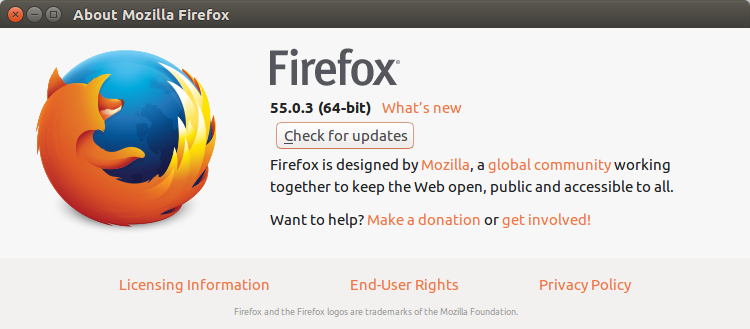 About Mozilla Firefox
Firefox®
55.0.3 (64-bit) What's new
Check for updates
Firefox is designed by Mozilla, a global community working
together to keep the Web open, public and accessible to all.
Want to help? Make a donation or get involved!
Licensing Information End-User Rights Privacy Policy
Firefox and the Firefox logos are trademarks of the Mozilla Foundation.